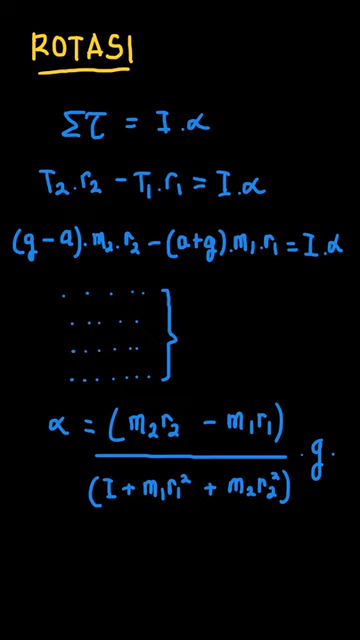 ROTASI
Στ = I.α
T₂.r₂ - T₁.r₁ = I.α
(g-a).m₂.r₂ - (a+g).m₁.r₁ = I.α
. . . . .
. . . . .
. . . . . .
. . . . . . . }
α = (m₂r₂ - m₁r₁)
(I + m₁r₁² + m₂r₂²) . g.